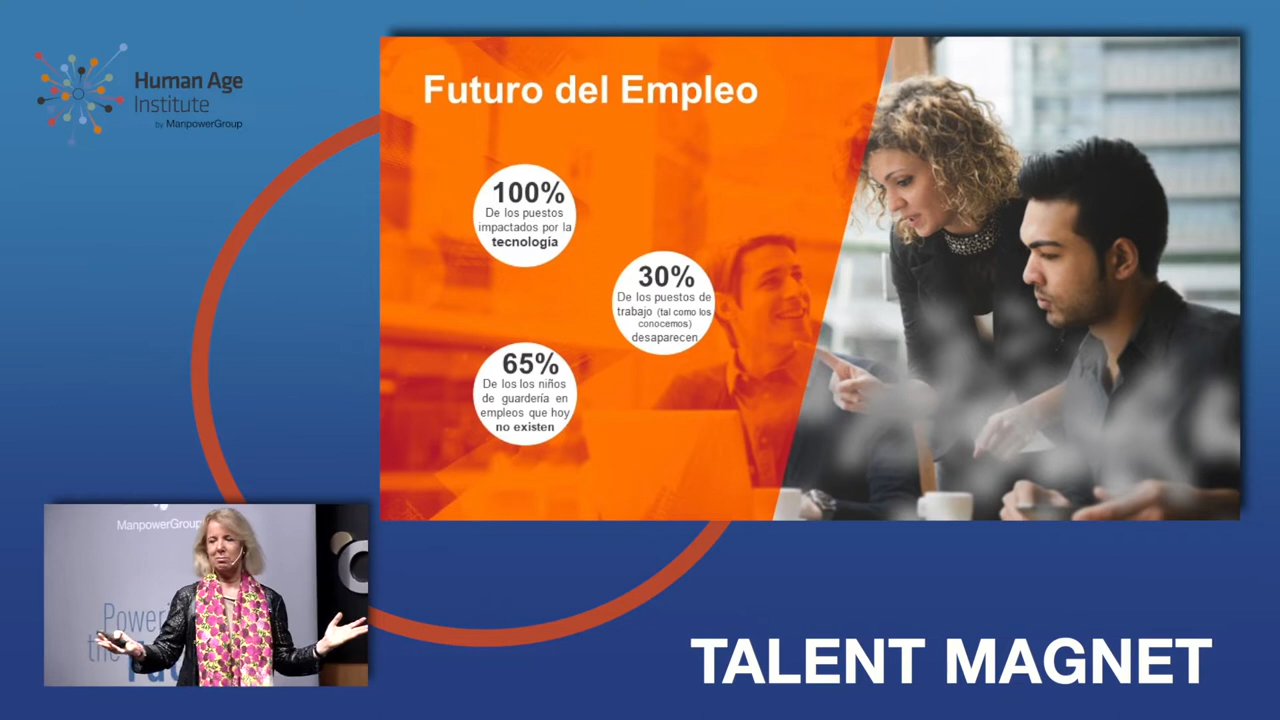 Human Age
Institute
by ManpowerGroup
Futuro del Empleo
100%
De los puestos
impactados por la
tecnología
30%
De los puestos de
trabajo (tal como los
conocemos)
desaparecen
65%
De los los niños
de guardería en
empleos que hoy
no existen
ManpowerGroup
Poweri
the
TALENT MAGNET